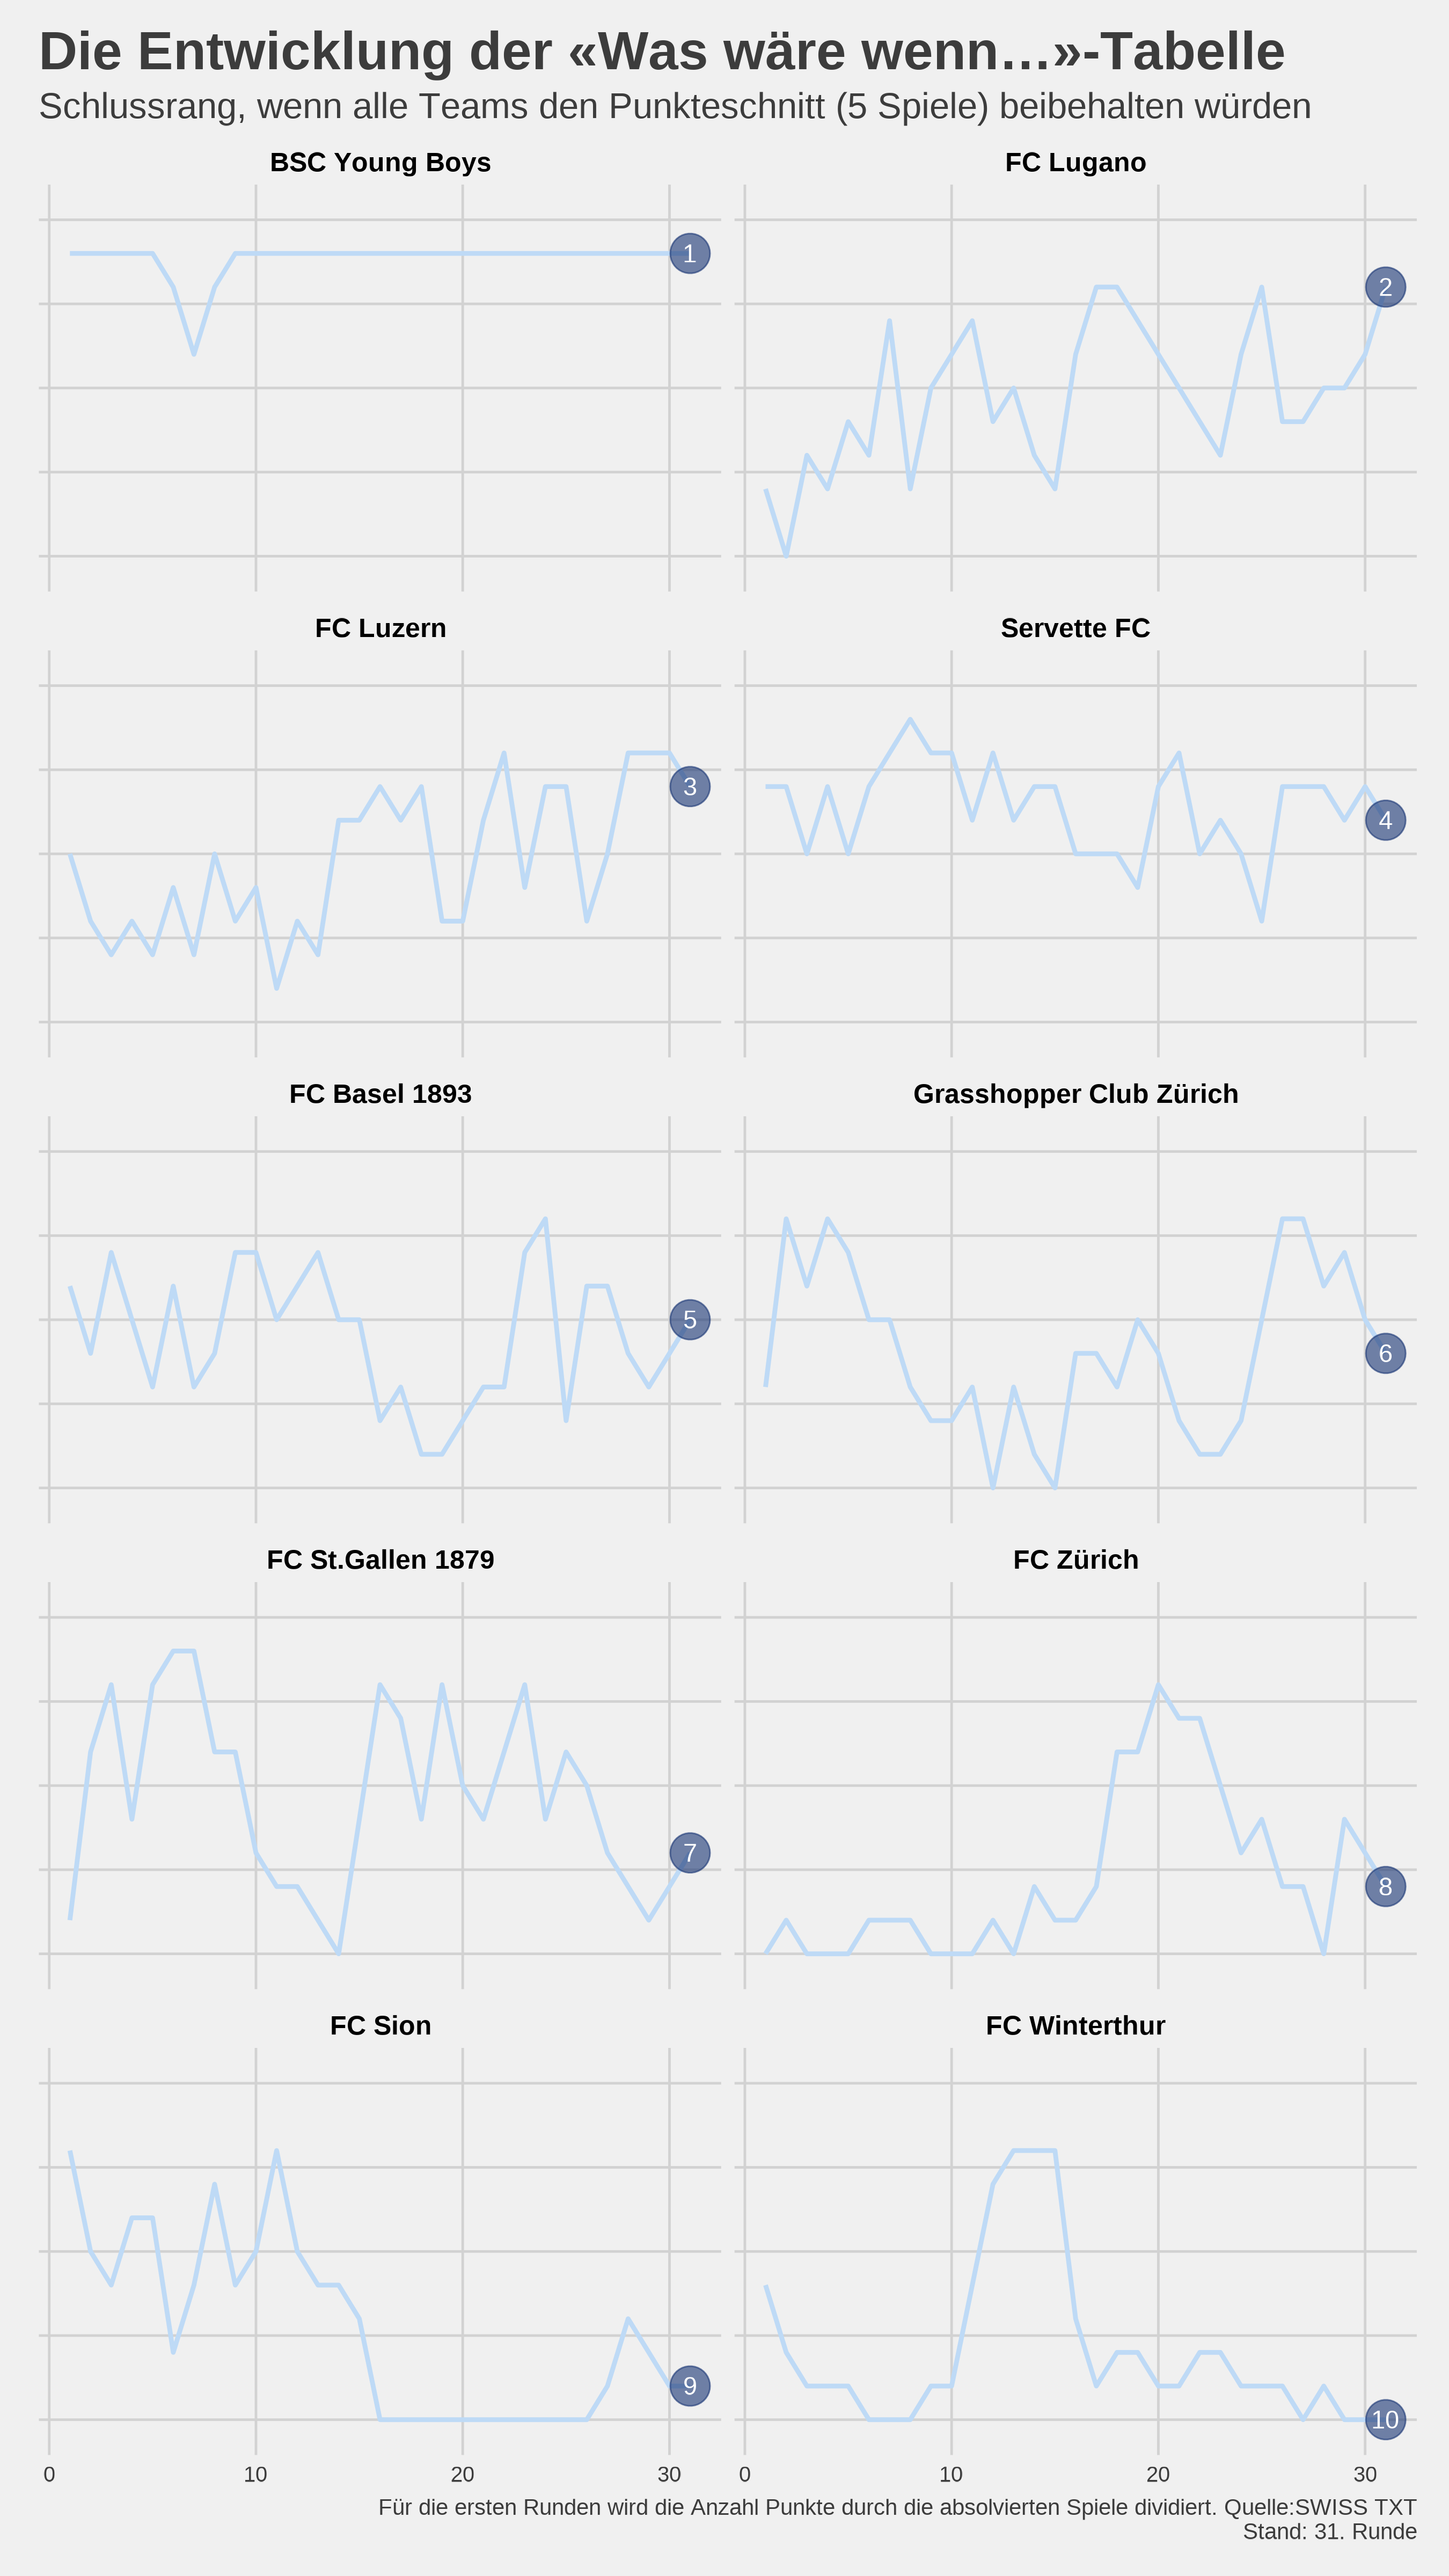 Die Entwicklung der «Was wäre wenn…»-Tabelle
Schlussrang, wenn alle Teams den Punkteschnitt (5 Spiele) beibehalten würden
BSC Young Boys
1
FC Lugano
2
FC Luzern
3
Servette FC
4
FC Basel 1893
5
Grasshopper Club Zürich
6
FC St.Gallen 1879
7
FC Zürich
8
FC Sion
9
FC Winterthur
10
0 10 20 30 0 10 20 30
Für die ersten Runden wird die Anzahl Punkte durch die absolvierten Spiele dividiert. Quelle:SWISS TXT
Stand: 31. Runde